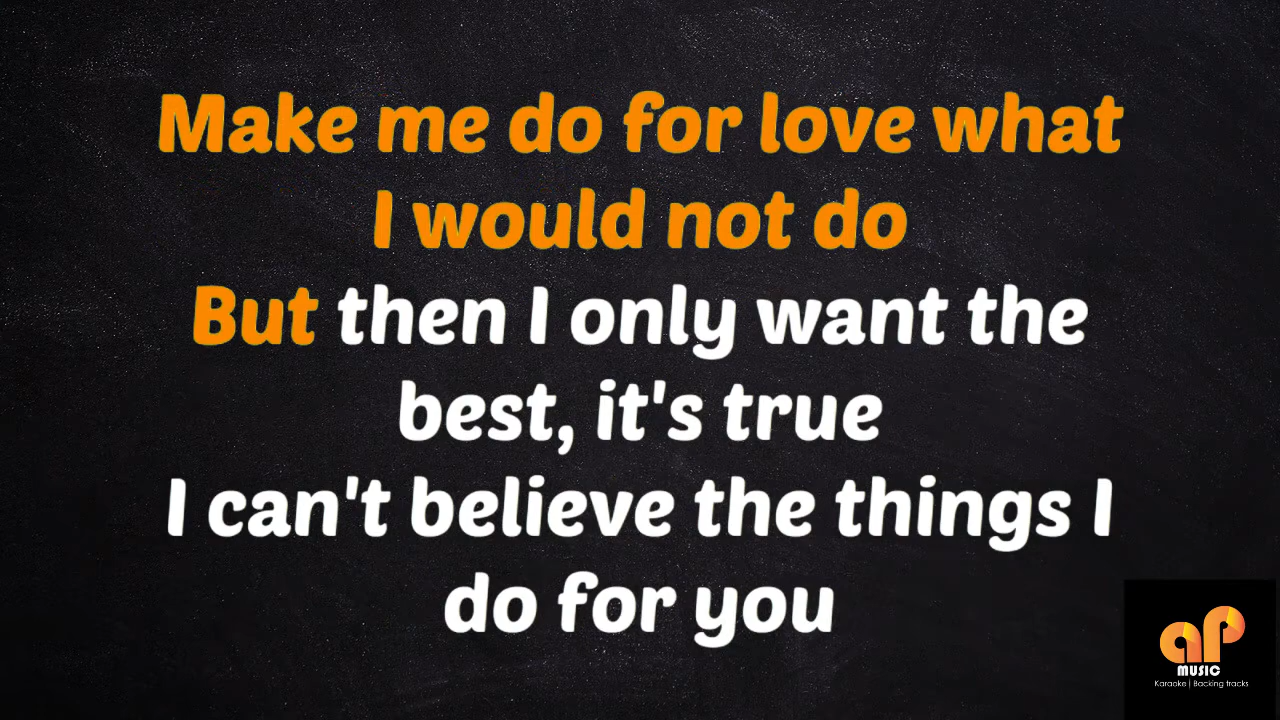 Make me do for love what
I would not do
But then I only want the
best, it's true
I can't believe the things I
do for you
ap
MUSIC
Karaoke | Backing tracks